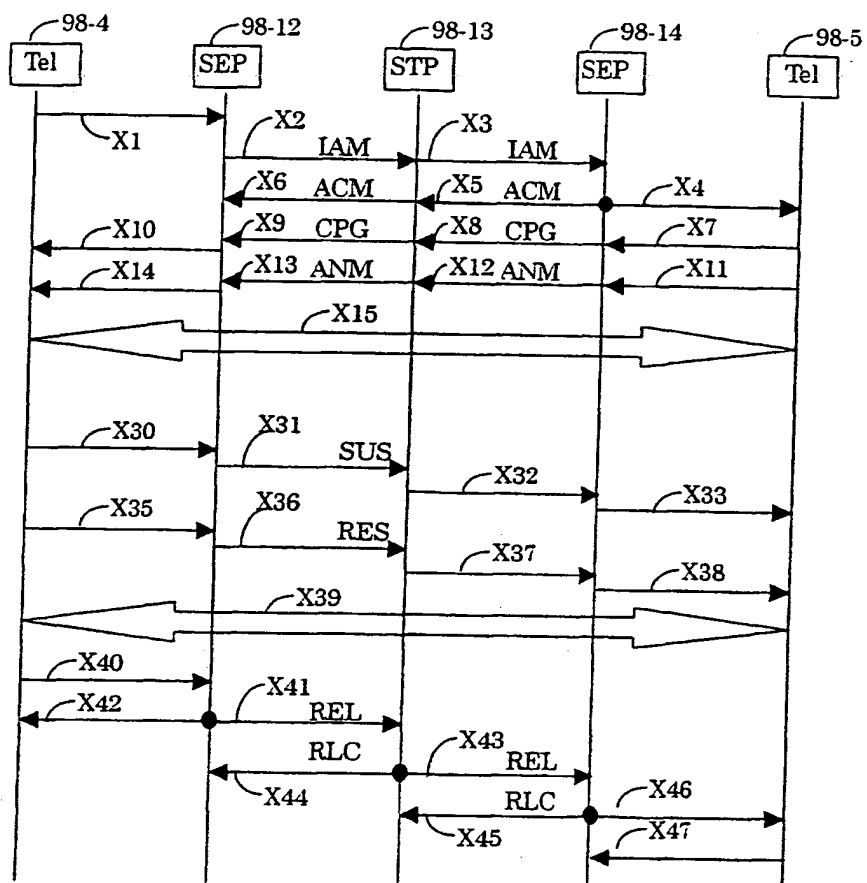 98-4 98-12 98-13 98-14 98-5
Tel SEP STP SEP Tel
X1 X2 IAM X3 IAM
X6 ACM X5 ACM X4
X10 X9 CPG X8 CPG X7
X14 X13 ANM X12 ANM X11
X15
X30 X31 SUS X32 X33
X35 X36 RES X37 X38
X39
X40
X42 X41 REL X43 REL
RLC X44 RLC X46
X45 X47